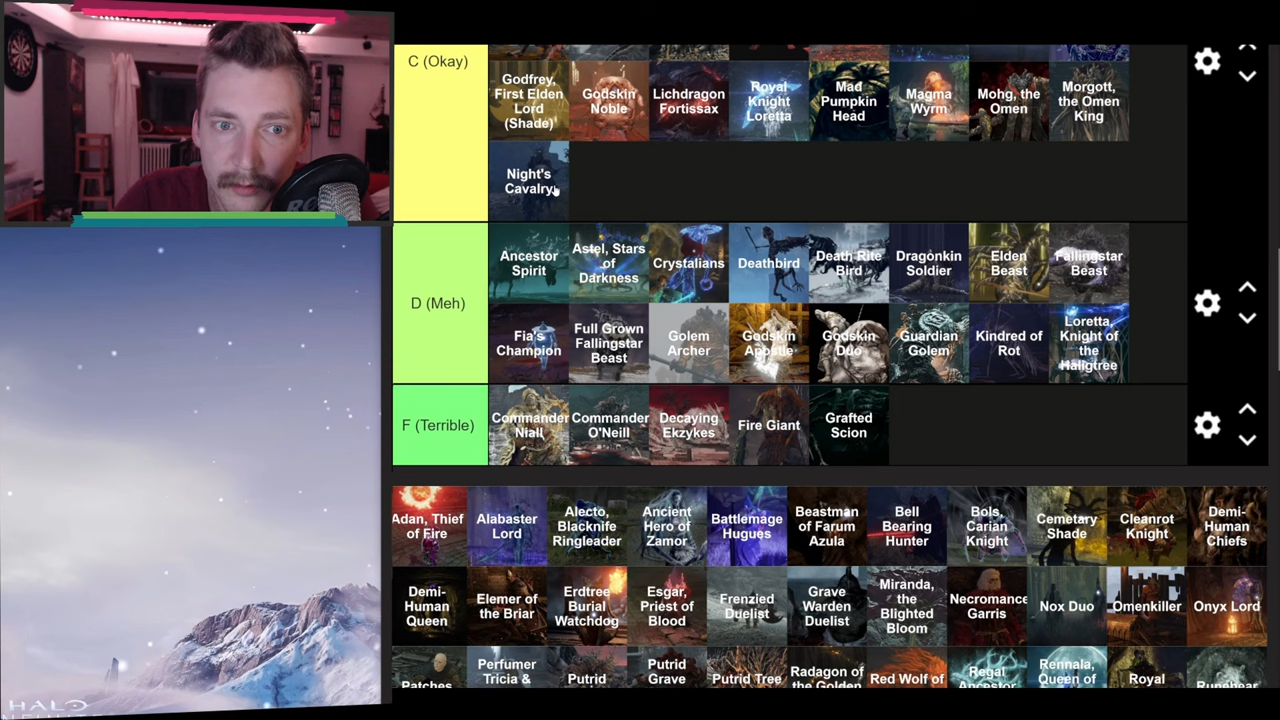 C (Okay)
Godfrey,
First Elden
Lord
(Shade)
Godskin
Noble
Lichdragon
Fortissax
Royal
Knight
Loretta
Mad
Pumpkin
Head
Magma
Wyrm
Mohg, the
Omen
Morgott,
the Omen
King
Night's
Cavalry
D (Meh)
Ancestor
Spirit
Astel, Stars
of
Darkness
Crystalians
Deathbird
Death Rite
Bird
Dragonkin
Soldier
Elden
Beast
Fallingstar
Beast
Fia's
Champion
Full Grown
Fallingstar
Beast
Golem
Archer
Godskin
Apostle
Godskin
Duo
Guardian
Golem
Kindred of
Rot
Loretta,
Knight of
the
Haligtree
F (Terrible)
Commander
Niall
Commander
O'Neill
Decaying
Ekzykes
Fire Giant
Grafted
Scion
Adan, Thief
of Fire
Alabaster
Lord
Alecto,
Blacknife
Ringleader
Ancient
Hero of
Zamor
Battlemage
Hugues
Beastman
of Farum
Azula
Bell
Bearing
Hunter
Bols,
Carian
Knight
Cemetary
Shade
Cleanrot
Knight
Demi-
Human
Chiefs
Demi-
Human
Queen
Elemer of
the Briar
Erdtree
Burial
Watchdog
Esgar,
Priest of
Blood
Frenzied
Duelist
Grave
Warden
Duelist
Miranda,
the
Blighted
Bloom
Necromancer
Garris
Nox Duo
Omenkiller
Onyx Lord
Patches
Perfumer
Tricia &
Putrid
Putrid
Grave
Putrid Tree
Radagon of
the Golden
Red Wolf of
Regal
Ancestor
Rennala,
Queen of
Royal
Runebear
HALO